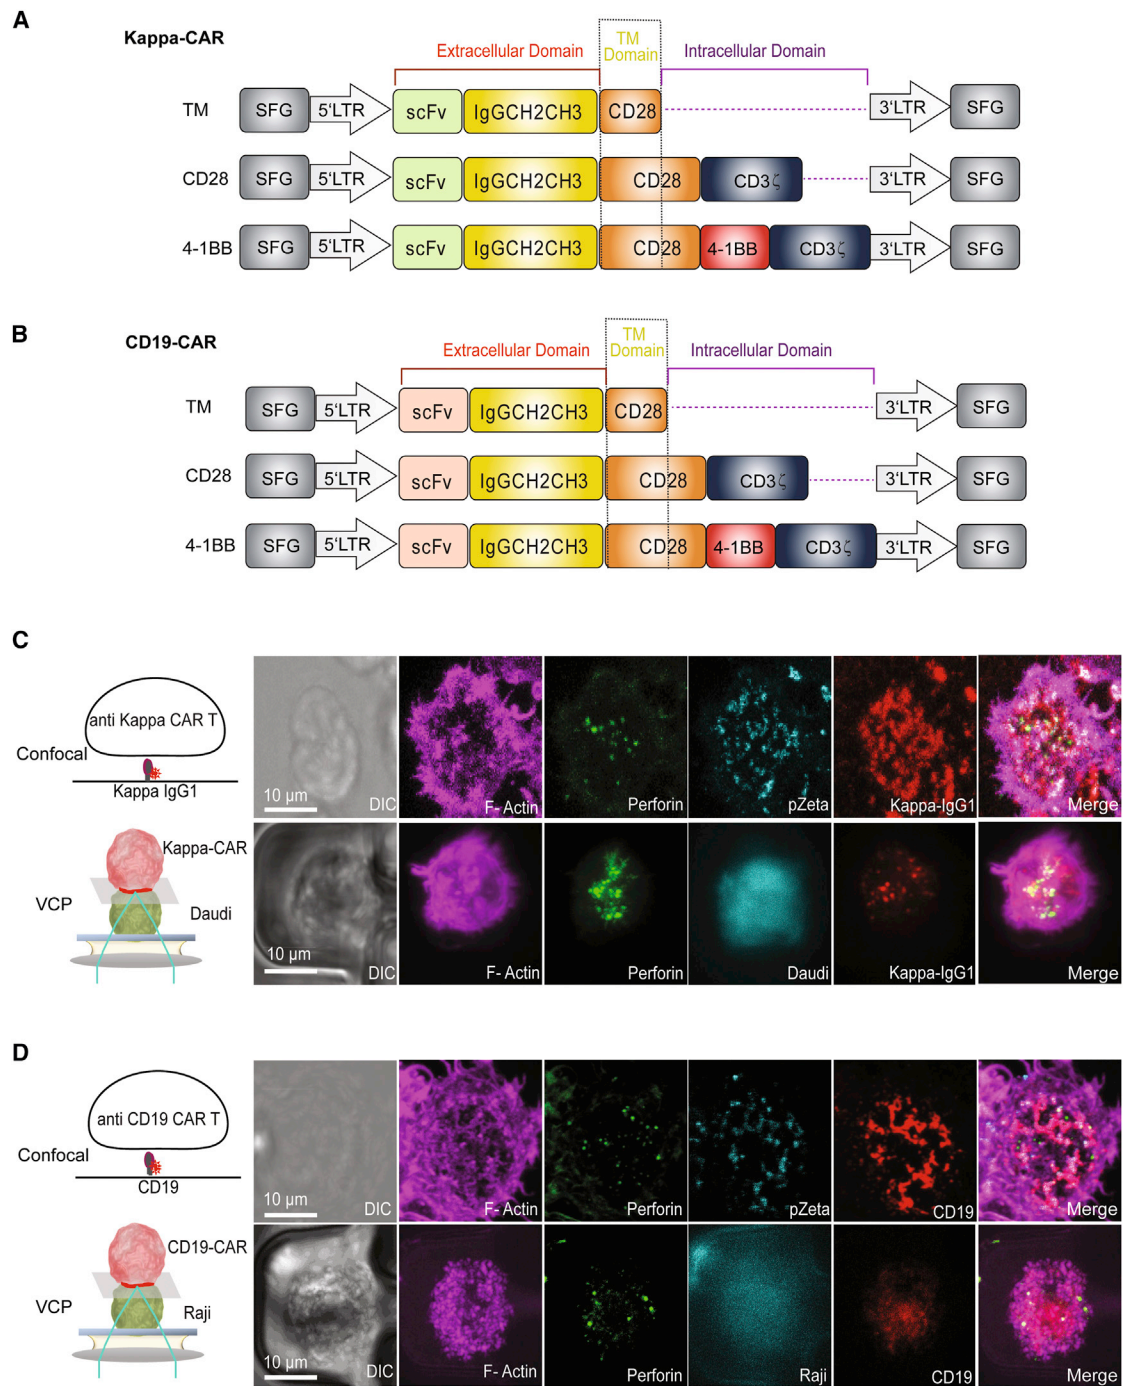 A
Kappa-CAR
Extracellular Domain
TM
Domain
Intracellular Domain
TM
SFG 5'LTR scFv IgGCH2CH3 CD28 3'LTR SFG
CD28
SFG 5'LTR scFv IgGCH2CH3 CD28 CD3ζ 3'LTR SFG
4-1BB
SFG 5'LTR scFv IgGCH2CH3 CD28 4-1BB CD3ζ 3'LTR SFG
B
CD19-CAR
Extracellular Domain
TM
Domain
Intracellular Domain
TM
SFG 5'LTR scFv IgGCH2CH3 CD28 3'LTR SFG
CD28
SFG 5'LTR scFv IgGCH2CH3 CD28 CD3ζ 3'LTR SFG
4-1BB
SFG 5'LTR scFv IgGCH2CH3 CD28 4-1BB CD3ζ 3'LTR SFG
C
anti Kappa CAR T
Confocal
Kappa IgG1
10 µm
DIC
F- Actin
Perforin
pZeta
Kappa-IgG1
Merge
Kappa-CAR
VCP
Daudi
10 µm
DIC
F- Actin
Perforin
Daudi
Kappa-IgG1
Merge
D
anti CD19 CAR T
Confocal
CD19
10 µm
DIC
F- Actin
Perforin
pZeta
CD19
Merge
CD19-CAR
VCP
Raji
10 µm
DIC
F- Actin
Perforin
Raji
CD19
Merge